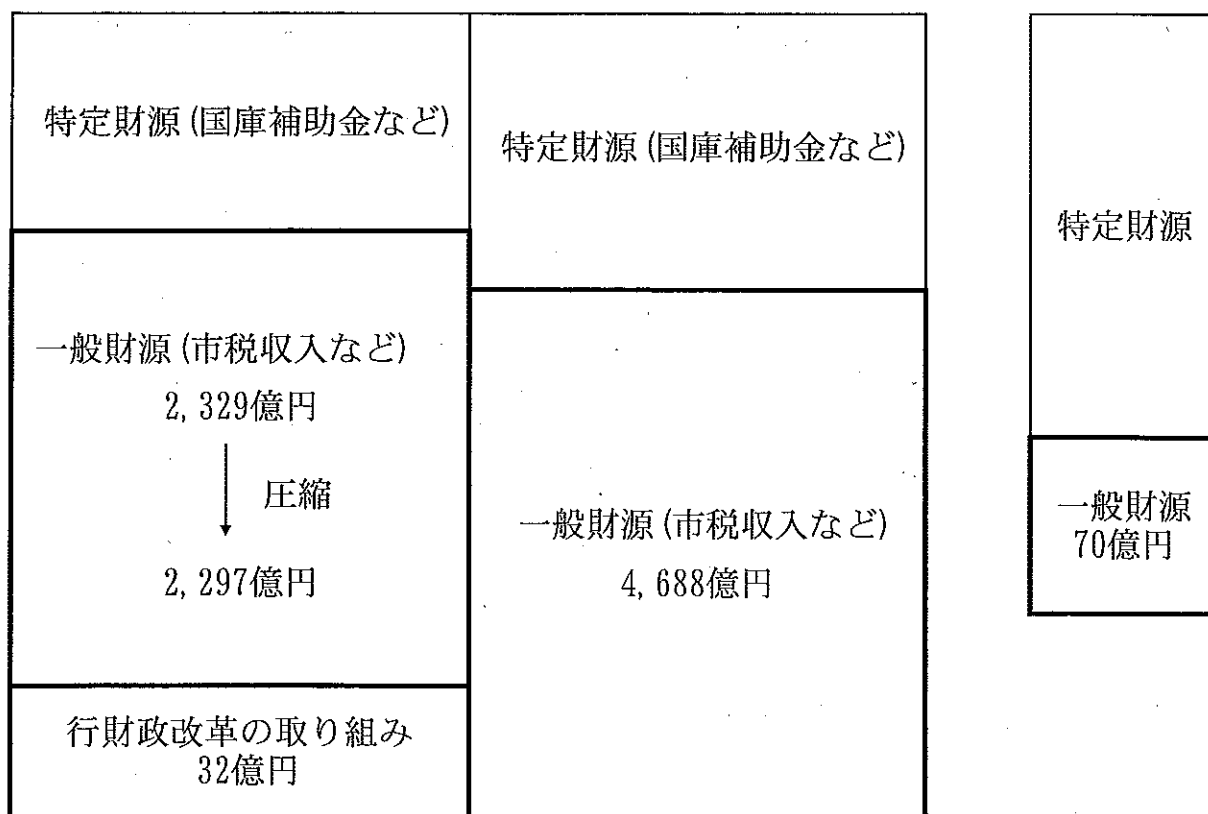 特定財源(国庫補助金など)
一般財源(市税収入など)
2,329億円
圧縮
2,297億円
行財政改革の取り組み
32億円
特定財源(国庫補助金など)
一般財源(市税収入など)
4,688億円
特定財源
一般財源
70億円